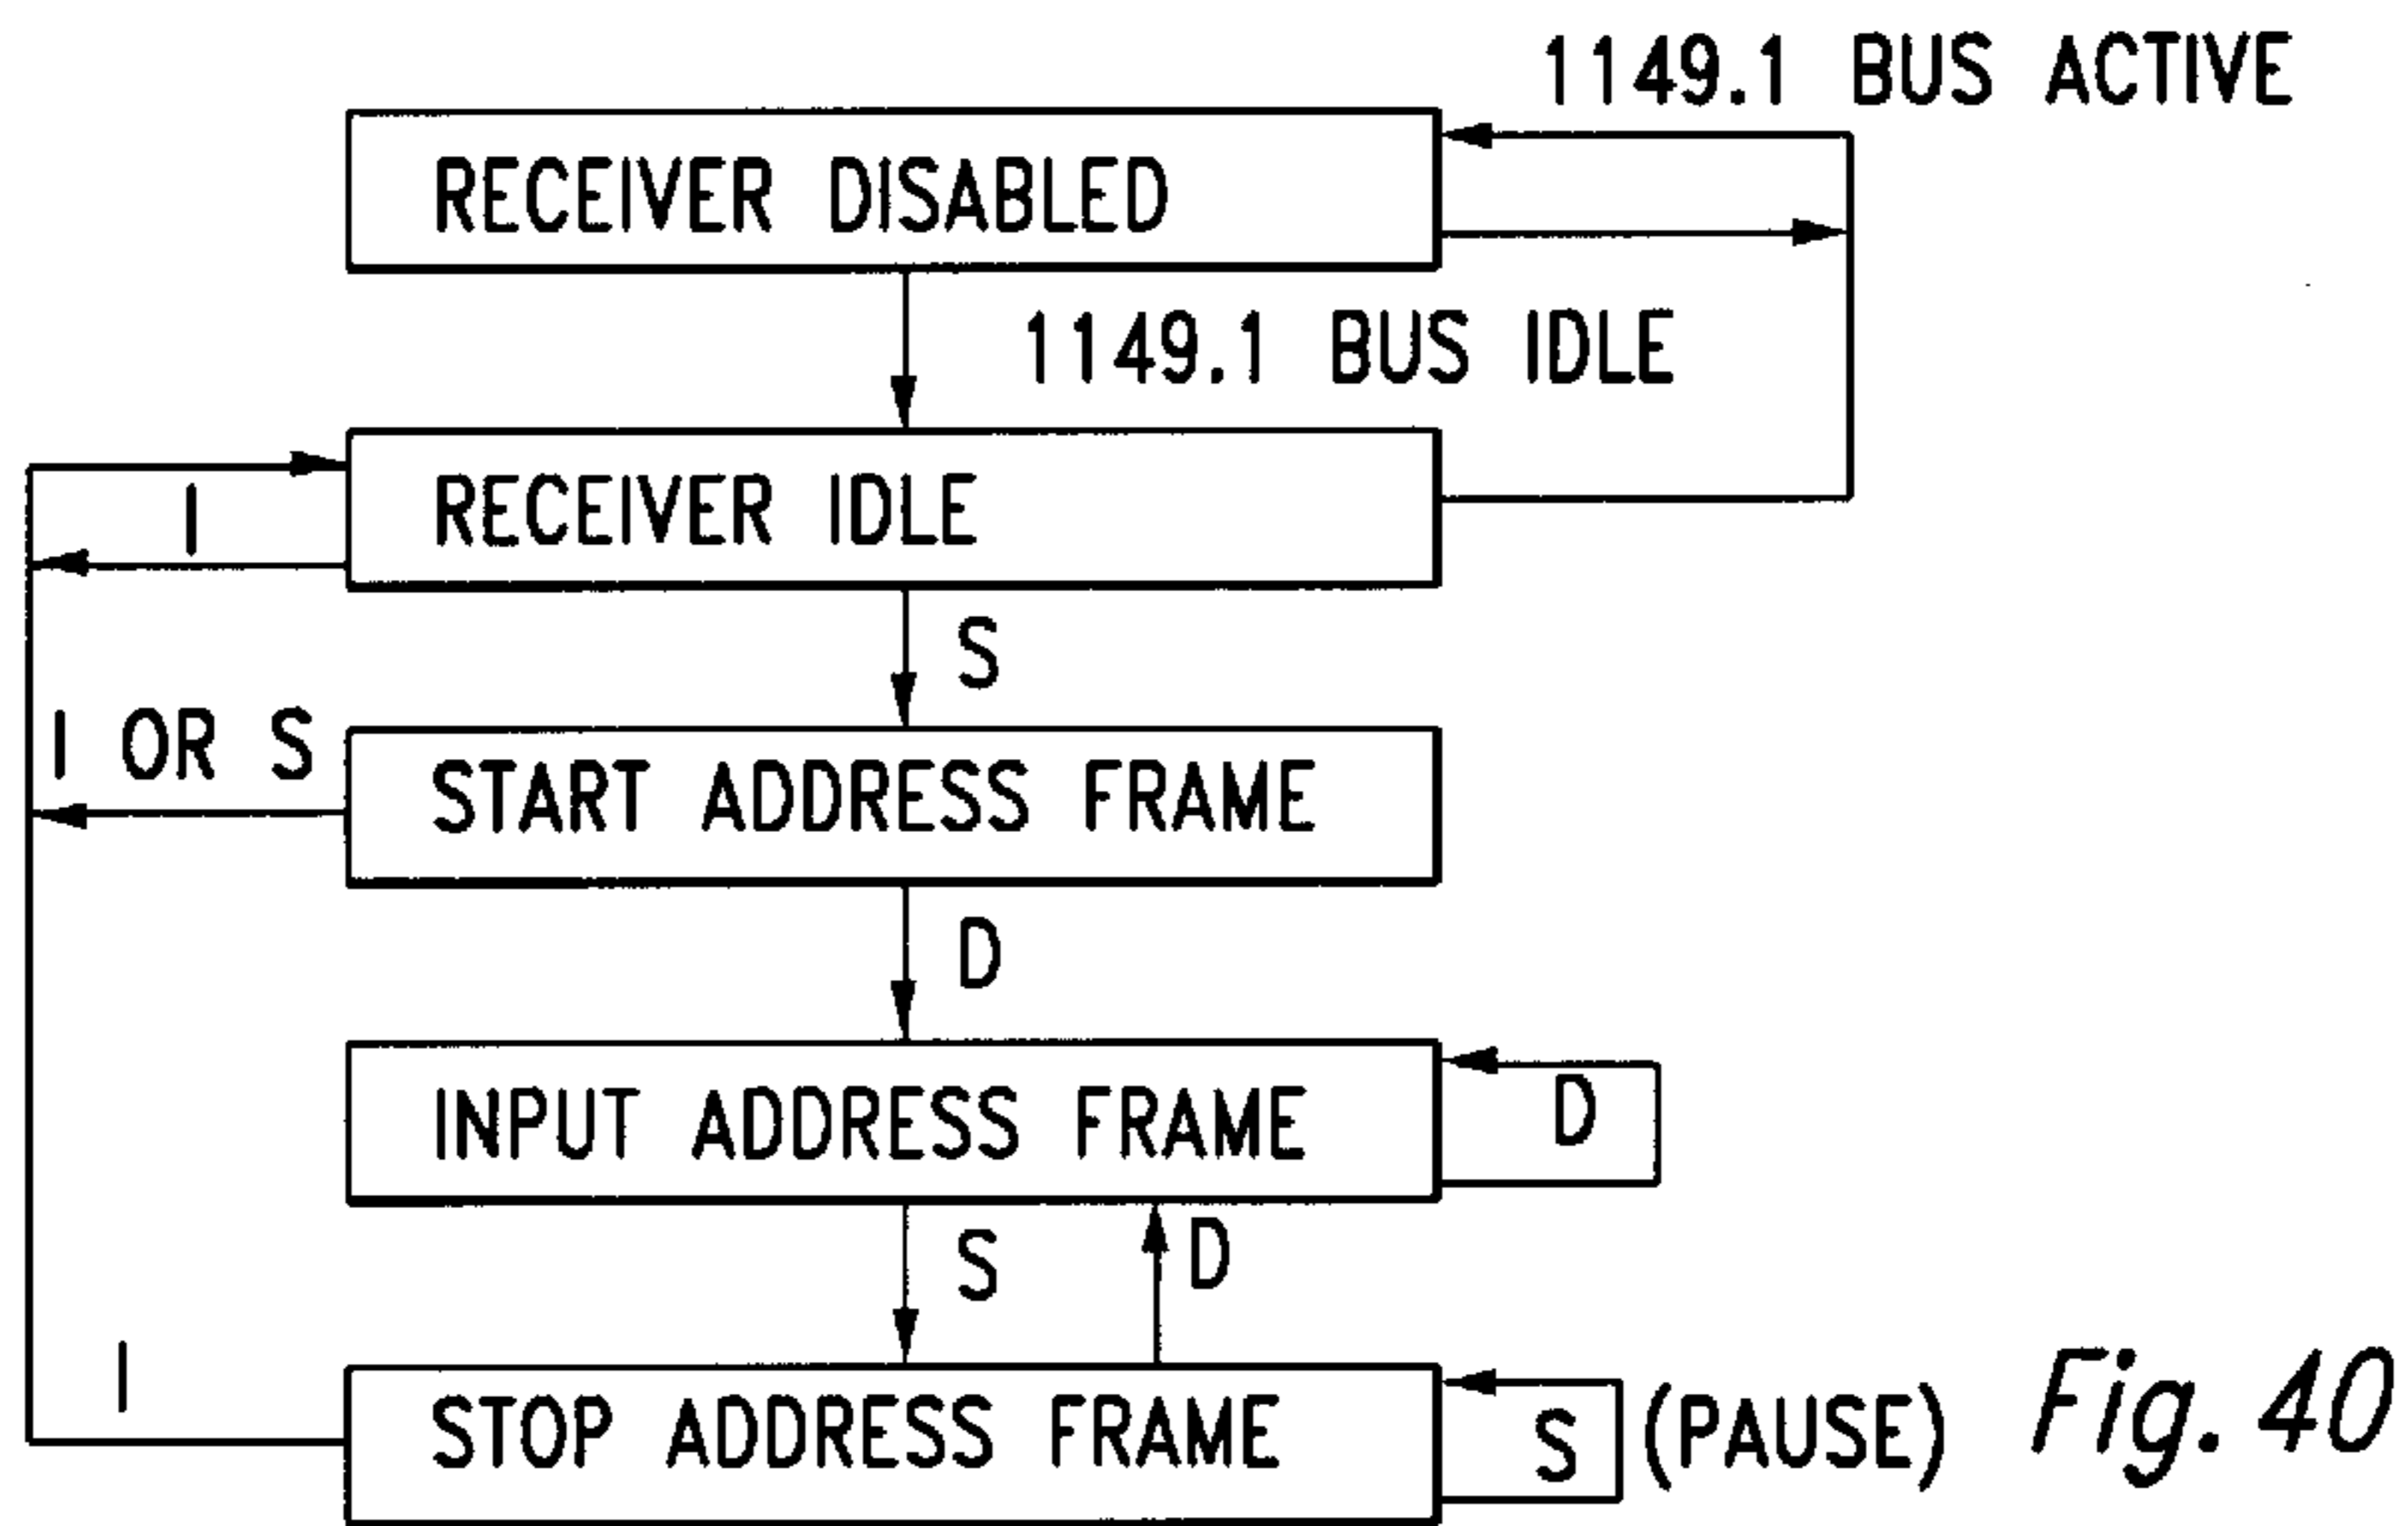 1149.1 BUS ACTIVE
RECEIVER DISABLED
1149.1 BUS IDLE
I
RECEIVER IDLE
S
I OR S
START ADDRESS FRAME
D
INPUT ADDRESS FRAME
D
S
D
I
STOP ADDRESS FRAME
S
(PAUSE)
Fig. 40